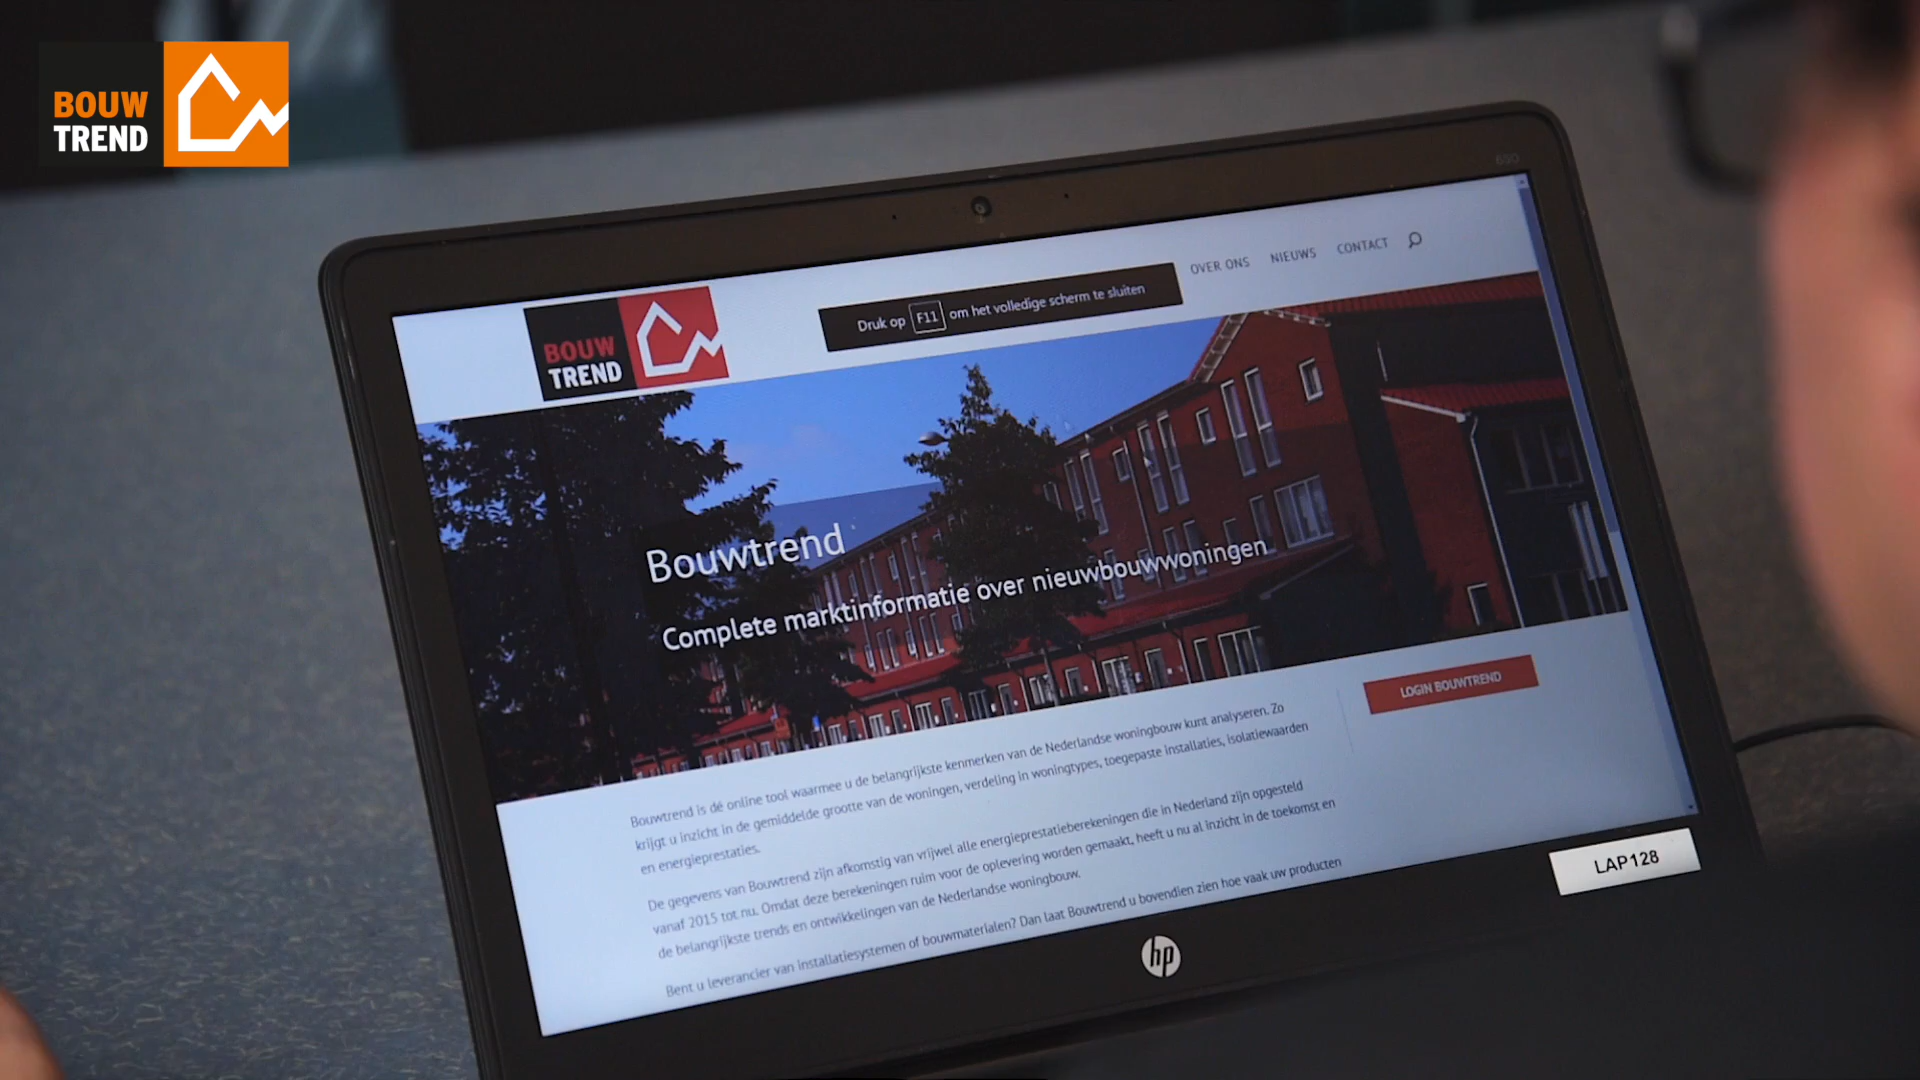 BOUW
TREND
650
OVER ONS NIEUWS CONTACT
Druk op F11 om het volledige scherm te sluiten
BOUW
TREND
Bouwtrend
Complete marktinformatie over nieuwbouwwoningen
LOGIN BOUWTREND
Bouwtrend is dé online tool waarmee u de belangrijkste kenmerken van de Nederlandse woningbouw kunt analyseren. Zo
krijgt u inzicht in de gemiddelde grootte van de woningen, verdeling in woningtypes, toegepaste installaties, isolatiewaarden
en energieprestaties.
De gegevens van Bouwtrend zijn afkomstig van vrijwel alle energieprestatieberekeningen die in Nederland zijn opgesteld
vanaf 2015 tot nu. Omdat deze berekeningen ruim voor de oplevering worden gemaakt, heeft u nu al inzicht in de toekomst en
de belangrijkste trends en ontwikkelingen van de Nederlandse woningbouw.
Bent u leverancier van installatiesystemen of bouwmaterialen? Dan laat Bouwtrend u bovendien zien hoe vaak uw producten
LAP128
hp